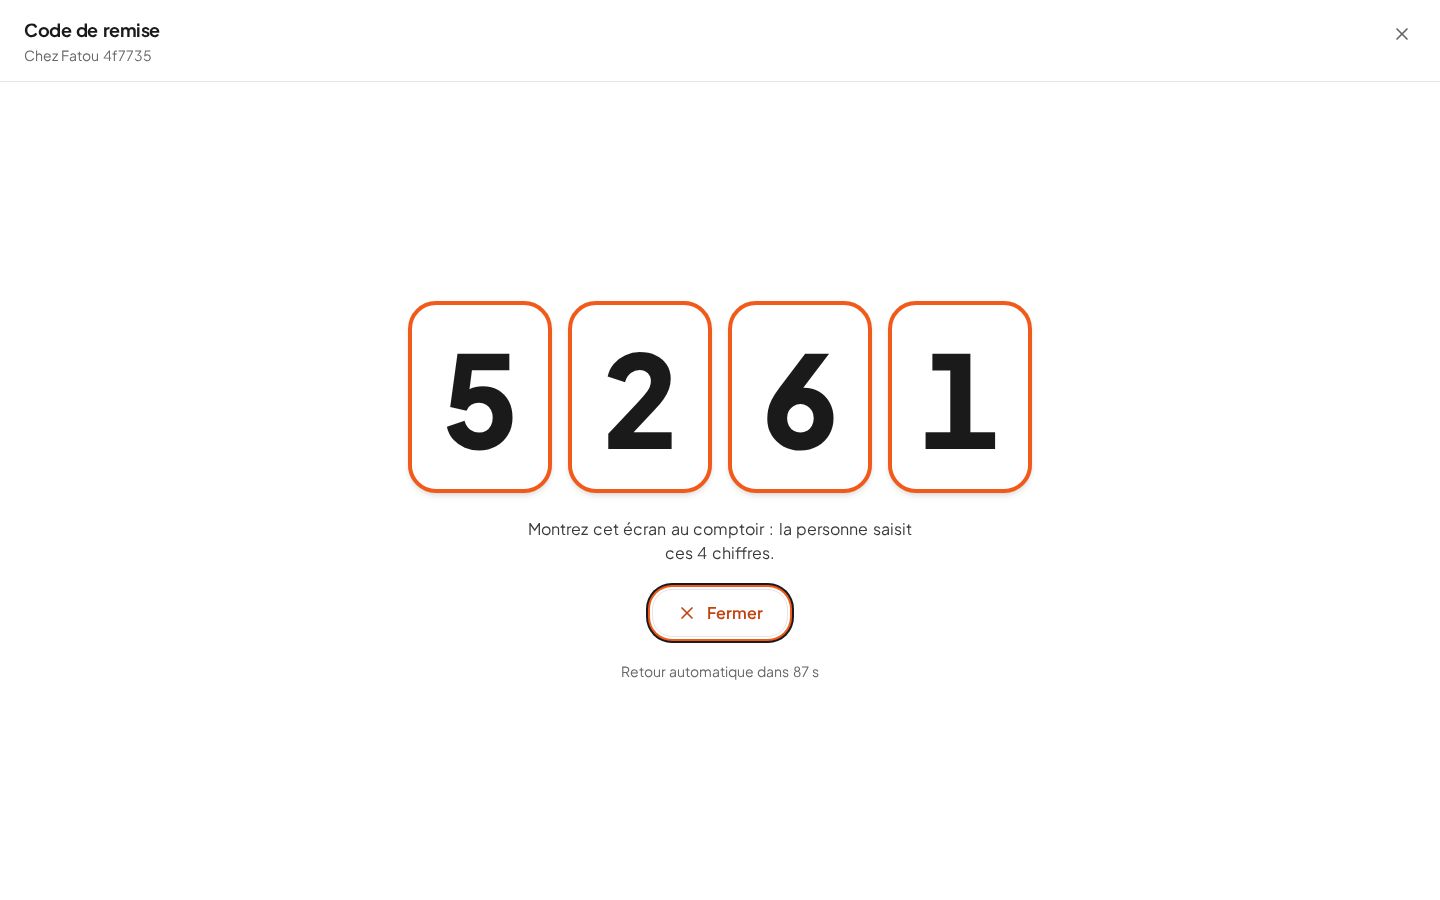 Code de remise
Chez Fatou 4f7735
5 2 6 1
Montrez cet écran au comptoir : la personne saisit
ces 4 chiffres.
Fermer
Retour automatique dans 87 s